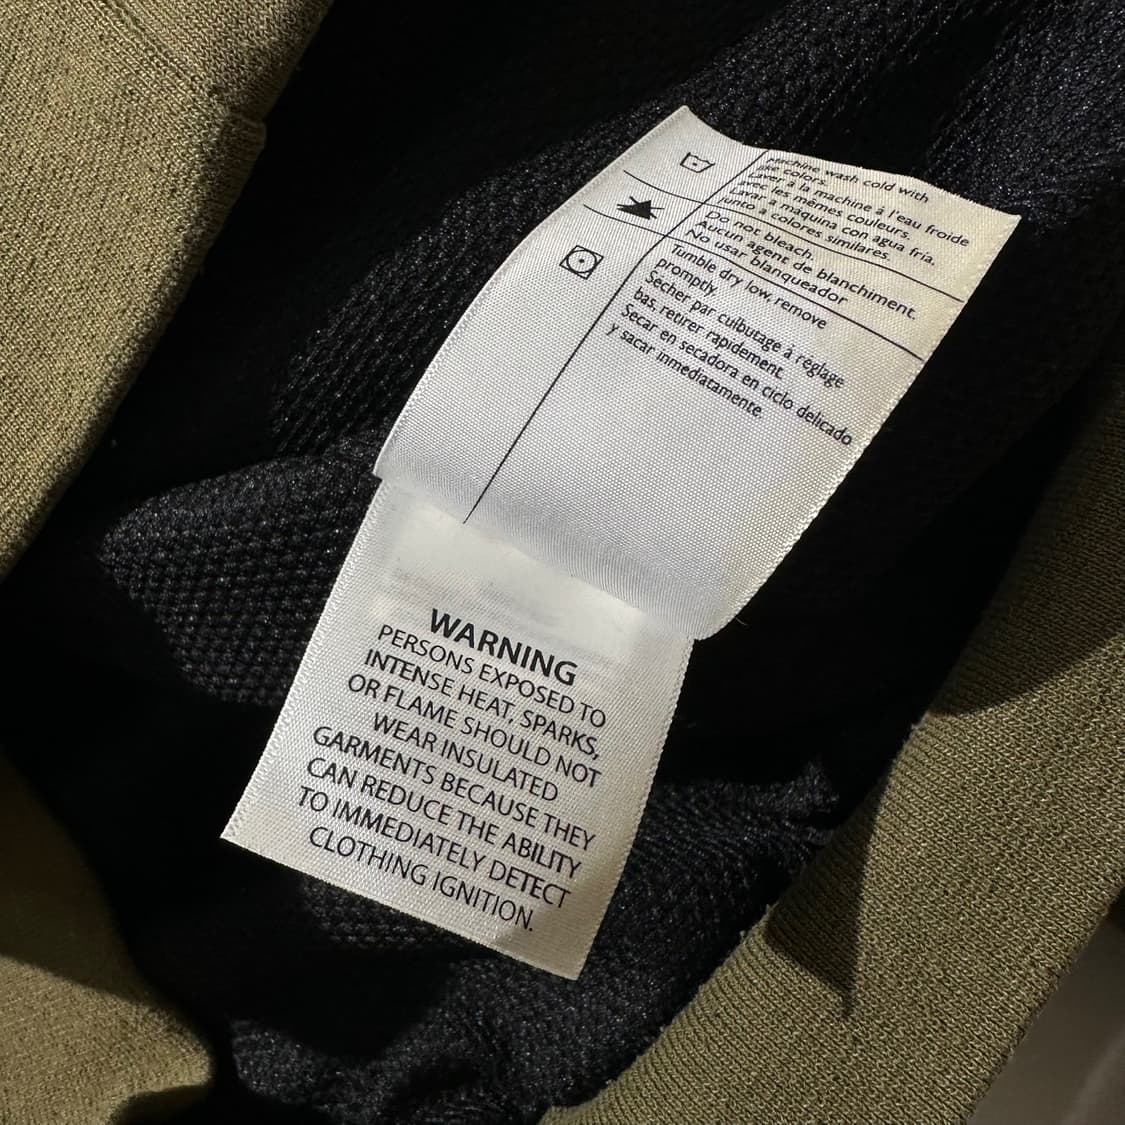 Machine wash cold with
like colors.
Laver à la machine à l'eau froide
avec les mêmes couleurs.
Lavar a maquina con agua fria,
junto a colores similares.
Do not bleach.
Aucun agent de blanchiment.
No usar blanqueador
Tumble dry low, remove
promptly.
Secher par culbutage à réglage
bas, retirer rapidement.
Secar en secadora en ciclo delicado
y sacar inmediatamente.
WARNING
PERSONS EXPOSED TO
INTENSE HEAT, SPARKS,
OR FLAME SHOULD NOT
WEAR INSULATED
GARMENTS BECAUSE THEY
CAN REDUCE THE ABILITY
TO IMMEDIATELY DETECT
CLOTHING IGNITION.